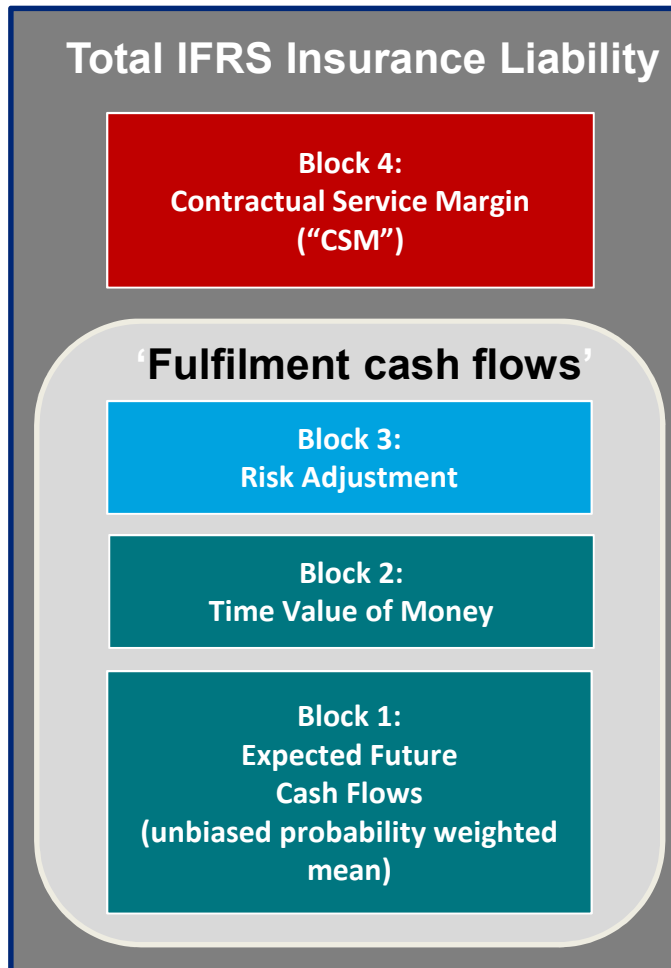 Total IFRS Insurance Liability
Block 4:
Contractual Service Margin
(“CSM”)
‘Fulfilment cash flows’
Block 3:
Risk Adjustment
Block 2:
Time Value of Money
Block 1:
Expected Future
Cash Flows
(unbiased probability weighted
mean)